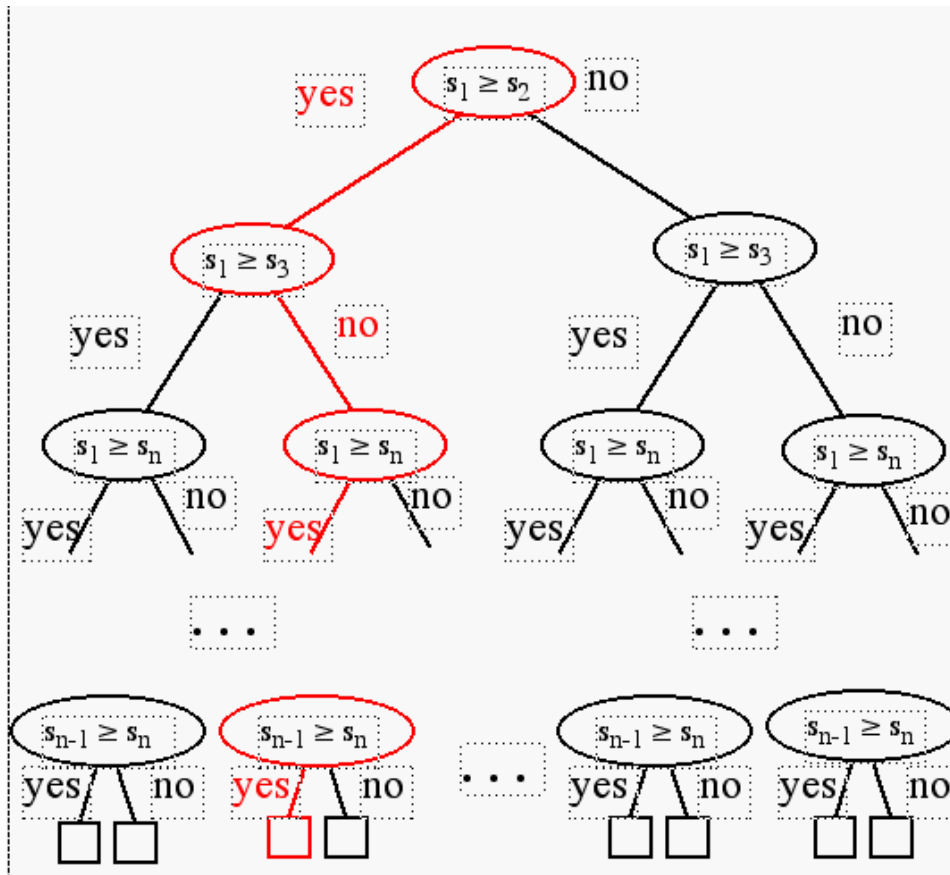 yes s₁ ≥ s₂ no
s₁ ≥ s₃ s₁ ≥ s₃
yes no yes no
s₁ ≥ sₙ s₁ ≥ sₙ s₁ ≥ sₙ s₁ ≥ sₙ
yes no yes no yes no yes no
. . . . . .
sₙ₋₁ ≥ sₙ sₙ₋₁ ≥ sₙ . . . sₙ₋₁ ≥ sₙ sₙ₋₁ ≥ sₙ
yes no yes no yes no yes no